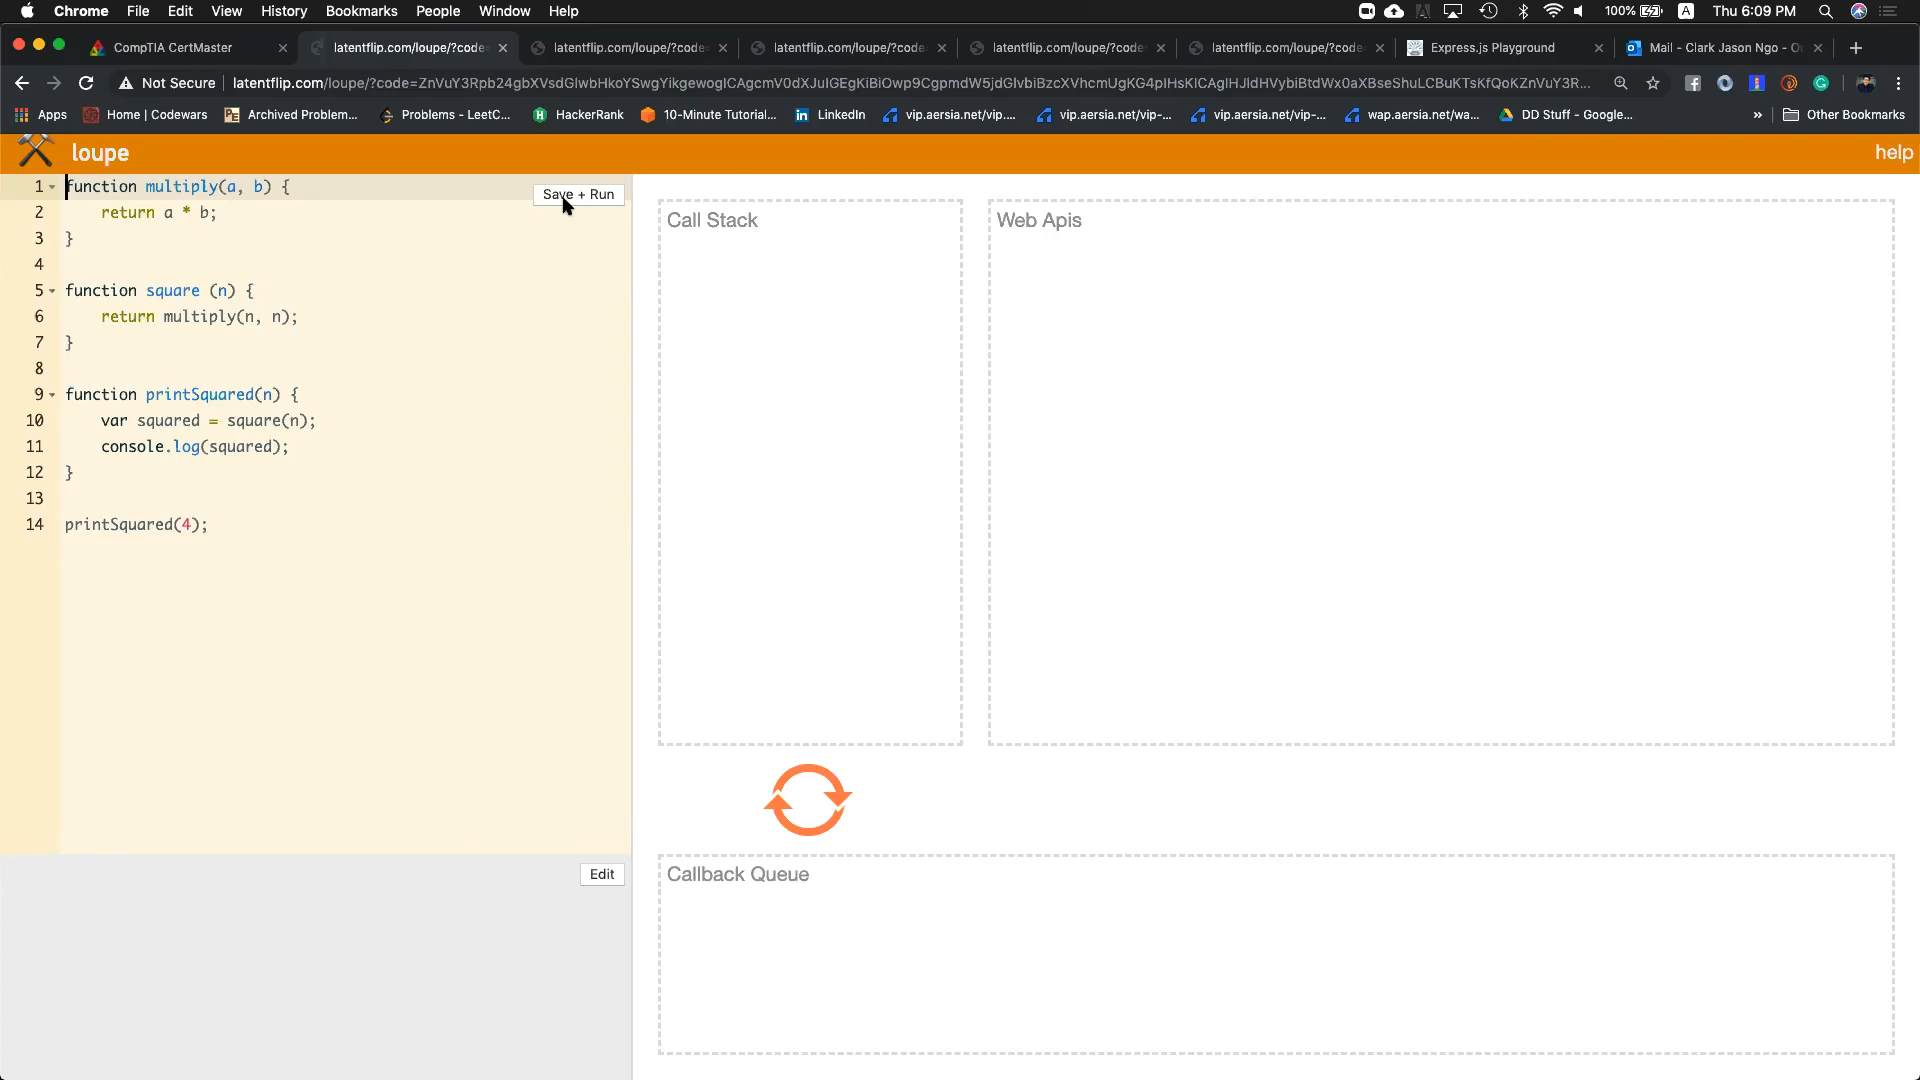 Chrome File Edit View History Bookmarks People Window Help 100% A Thu 6:09 PM
CompTIA CertMaster latentflip.com/loupe/?code= latentflip.com/loupe/?code= latentflip.com/loupe/?code= latentflip.com/loupe/?code= latentflip.com/loupe/?code= Express.js Playground Mail - Clark Jason Ngo - O
Not Secure latentflip.com/loupe/?code=
Apps Home | Codewars Archived Problem... Problems - LeetC... HackerRank 10-Minute Tutorial... LinkedIn vip.aersia.net/vip.... vip.aersia.net/vip-... vip.aersia.net/vip-... wap.aersia.net/wa... DD Stuff - Google... » Other Bookmarks
loupe help
1 function multiply(a, b) {
Save + Run
2 return a * b;
3 }
4
5 function square (n) {
6 return multiply(n, n);
7 }
8
9 function printSquared(n) {
10 var squared = square(n);
11 console.log(squared);
12 }
13
14 printSquared(4);
Edit
Call Stack
Web Apis
Callback Queue